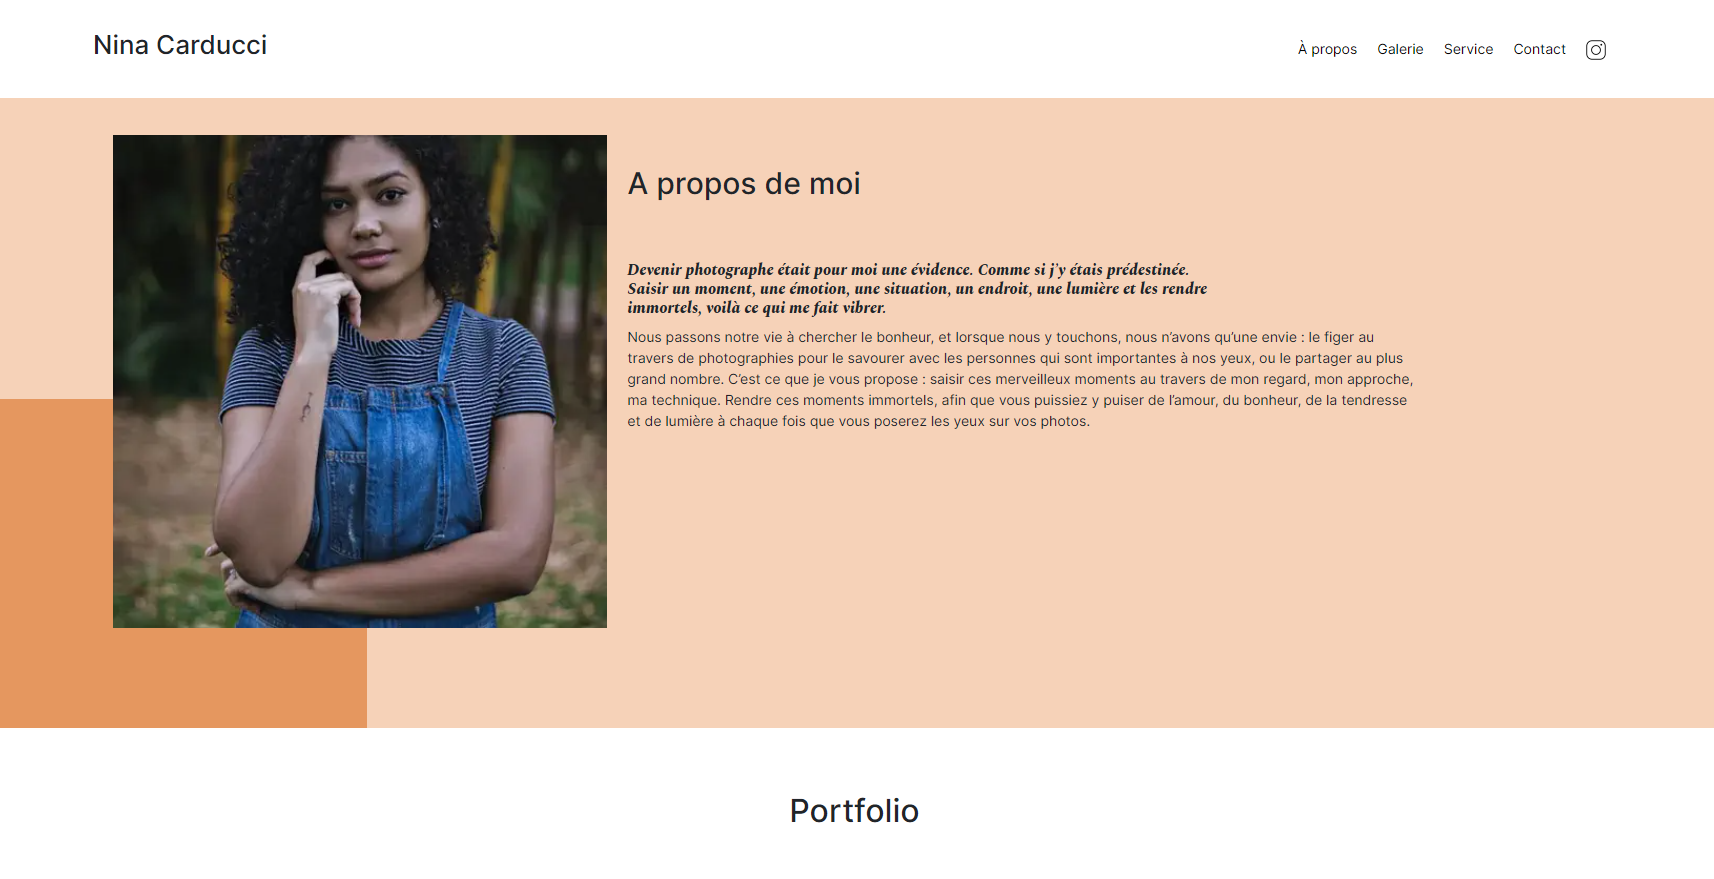 Nina Carducci
À propos Galerie Service Contact
A propos de moi
Devenir photographe était pour moi une évidence. Comme si j’y étais prédestinée.
Saisir un moment, une émotion, une situation, un endroit, une lumière et les rendre
immortels, voilà ce qui me fait vibrer.
Nous passons notre vie à chercher le bonheur, et lorsque nous y touchons, nous n’avons qu’une envie : le figer au
travers de photographies pour le savourer avec les personnes qui sont importantes à nos yeux, ou le partager au plus
grand nombre. C’est ce que je vous propose : saisir ces merveilleux moments au travers de mon regard, mon approche,
ma technique. Rendre ces moments immortels, afin que vous puissiez y puiser de l’amour, du bonheur, de la tendresse
et de lumière à chaque fois que vous poserez les yeux sur vos photos.
Portfolio